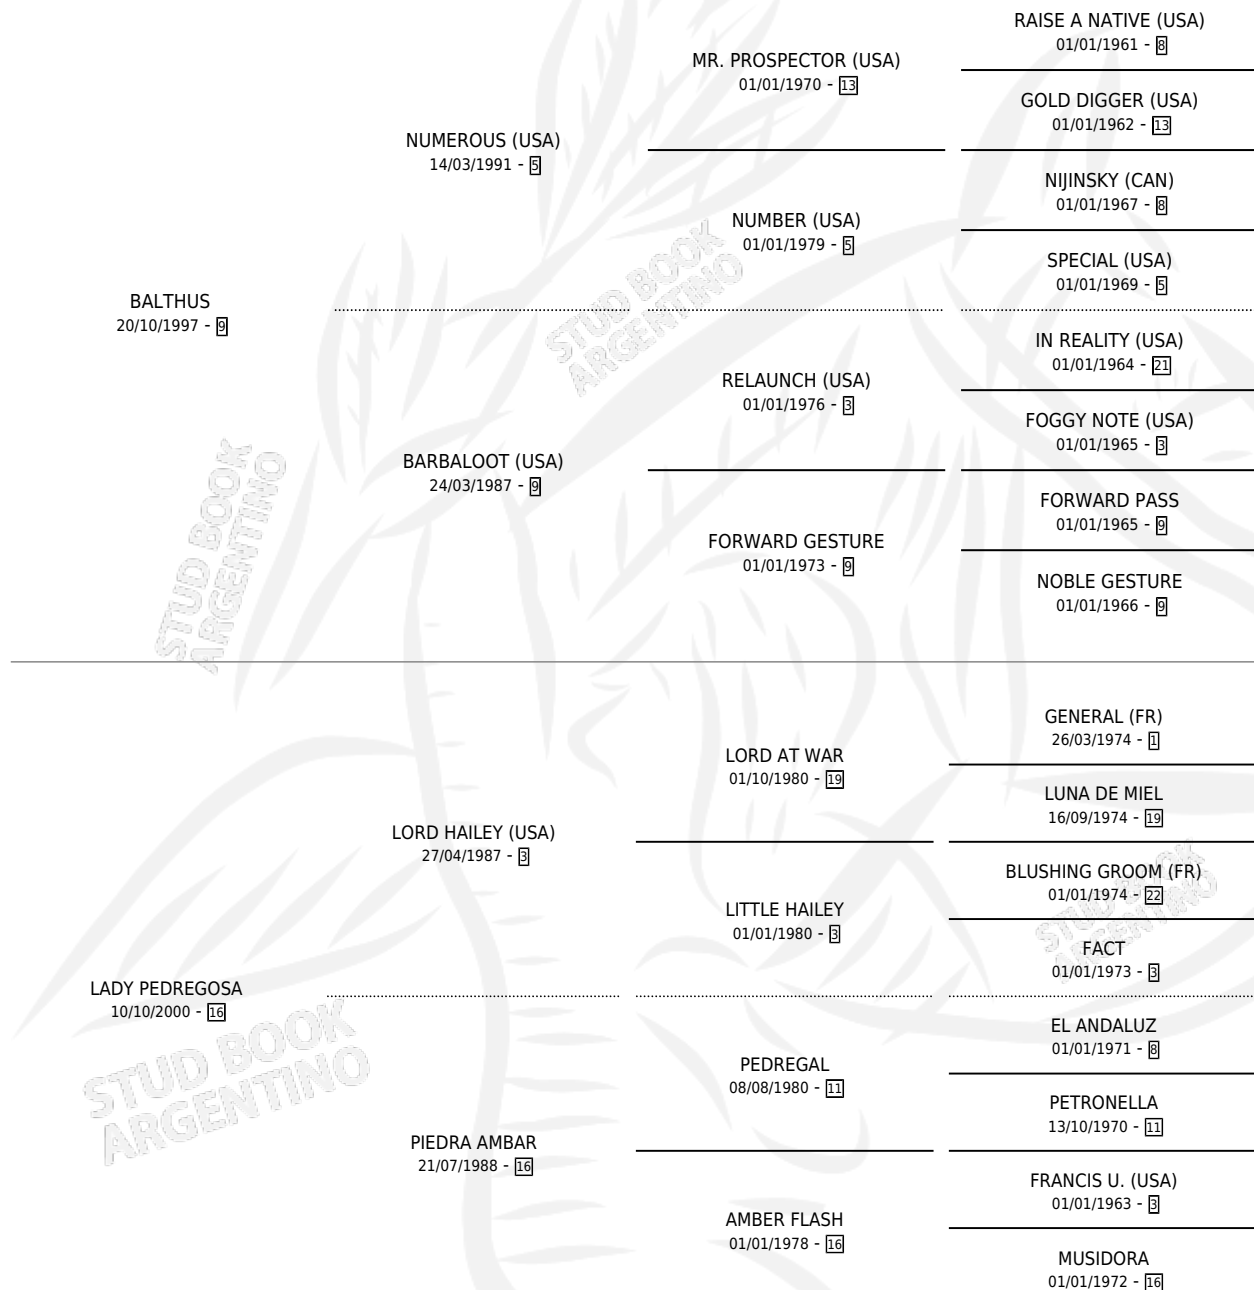 RAISE A NATIVE (USA)
01/01/1961 - 8
MR. PROSPECTOR (USA)
01/01/1970 - 13
GOLD DIGGER (USA)
01/01/1962 - 13
NUMEROUS (USA)
14/03/1991 - 5
NIJINSKY (CAN)
01/01/1967 - 8
NUMBER (USA)
01/01/1979 - 5
SPECIAL (USA)
01/01/1969 - 5
BALTHUS
20/10/1997 - 9
IN REALITY (USA)
01/01/1964 - 21
RELAUNCH (USA)
01/01/1976 - 3
FOGGY NOTE (USA)
01/01/1965 - 3
BARBALOOT (USA)
24/03/1987 - 9
FORWARD PASS
01/01/1965 - 9
FORWARD GESTURE
01/01/1973 - 9
NOBLE GESTURE
01/01/1966 - 9
GENERAL (FR)
26/03/1974 - 1
LORD AT WAR
01/10/1980 - 19
LUNA DE MIEL
16/09/1974 - 19
LORD HAILEY (USA)
27/04/1987 - 3
BLUSHING GROOM (FR)
01/01/1974 - 22
LITTLE HAILEY
01/01/1980 - 3
FACT
01/01/1973 - 3
LADY PEDREGOSA
10/10/2000 - 16
EL ANDALUZ
01/01/1971 - 8
PEDREGAL
08/08/1980 - 11
PETRONELLA
13/10/1970 - 11
PIEDRA AMBAR
21/07/1988 - 16
FRANCIS U. (USA)
01/01/1963 - 3
AMBER FLASH
01/01/1978 - 16
MUSIDORA
01/01/1972 - 16
STUD BOOK
ARGENTINO
STUD BOOK
ARGENTINO
STUD BOOK
ARGENTINO
STUD BOOK
ARGENTINO